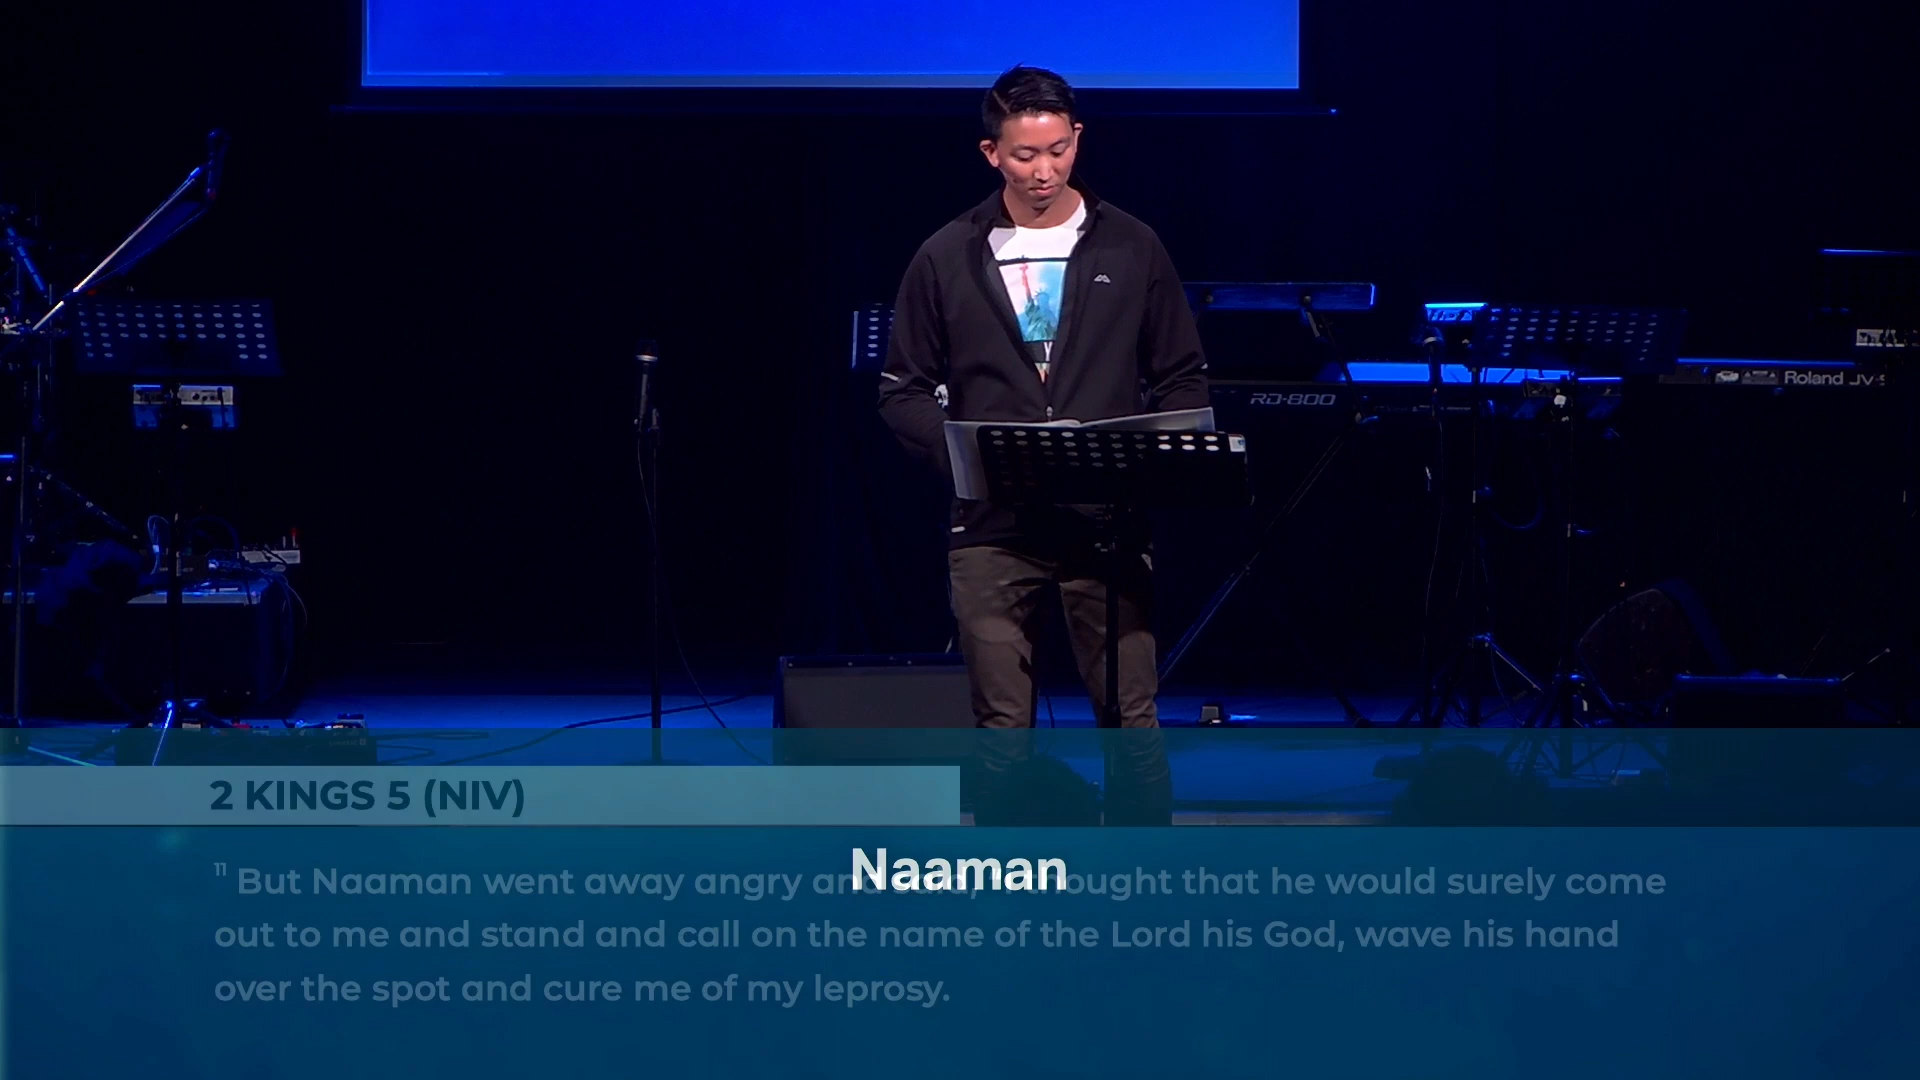 RD-800
Roland JV-
Y
2 KINGS 5 (NIV)
Naaman
11 But Naaman went away angry an thought that he would surely come
out to me and stand and call on the name of the Lord his God, wave his hand
over the spot and cure me of my leprosy.